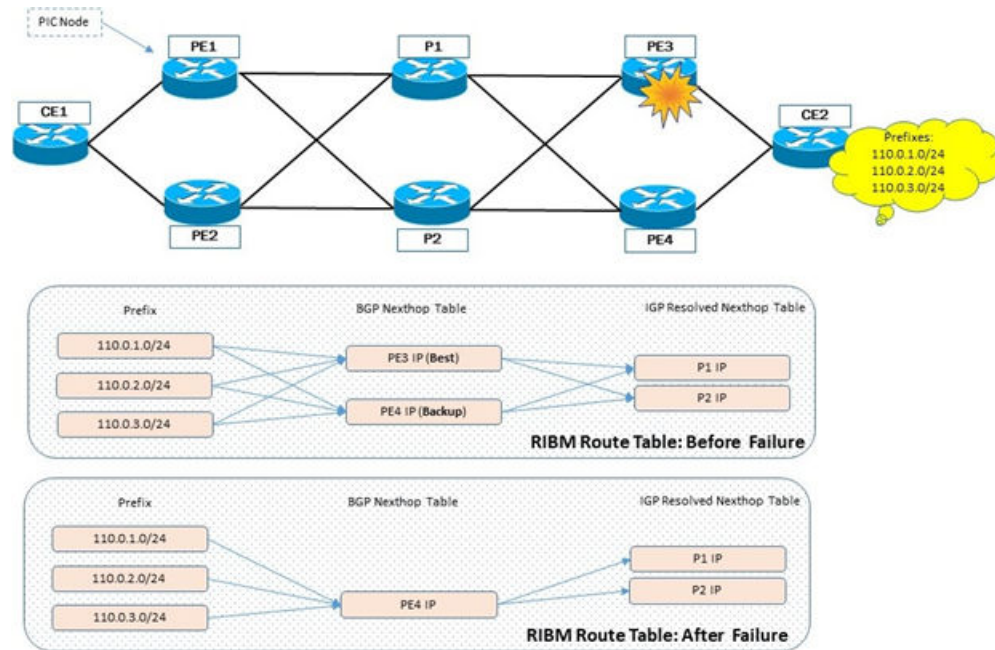 PIC Node
PE1
P1
PE3
CE1
CE2
Prefixes:
110.0.1.0/24
110.0.2.0/24
110.0.3.0/24
PE2
P2
PE4
Prefix
BGP Nexthop Table
IGP Resolved Nexthop Table
110.0.1.0/24
110.0.2.0/24
110.0.3.0/24
PE3 IP (Best)
PE4 IP (Backup)
P1 IP
P2 IP
RIBM Route Table: Before Failure
Prefix
BGP Nexthop Table
IGP Resolved Nexthop Table
110.0.1.0/24
110.0.2.0/24
110.0.3.0/24
PE4 IP
P1 IP
P2 IP
RIBM Route Table: After Failure